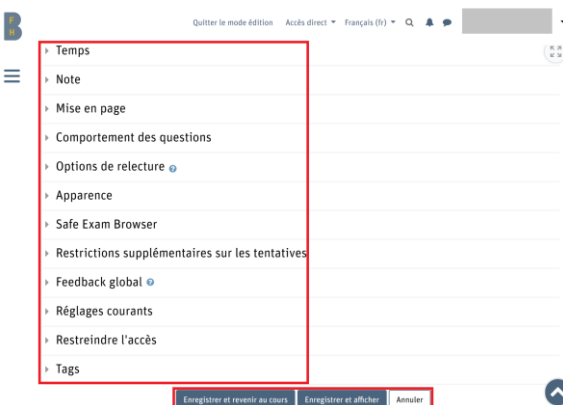 B
F
H
Quitter le mode édition Accès direct Français (fr)
Temps
Note
Mise en page
Comportement des questions
Options de relecture ?
Apparence
Safe Exam Browser
Restrictions supplémentaires sur les tentatives
Feedback global ?
Réglages courants
Restreindre l'accès
Tags
Enregistrer et revenir au cours Enregistrer et afficher Annuler